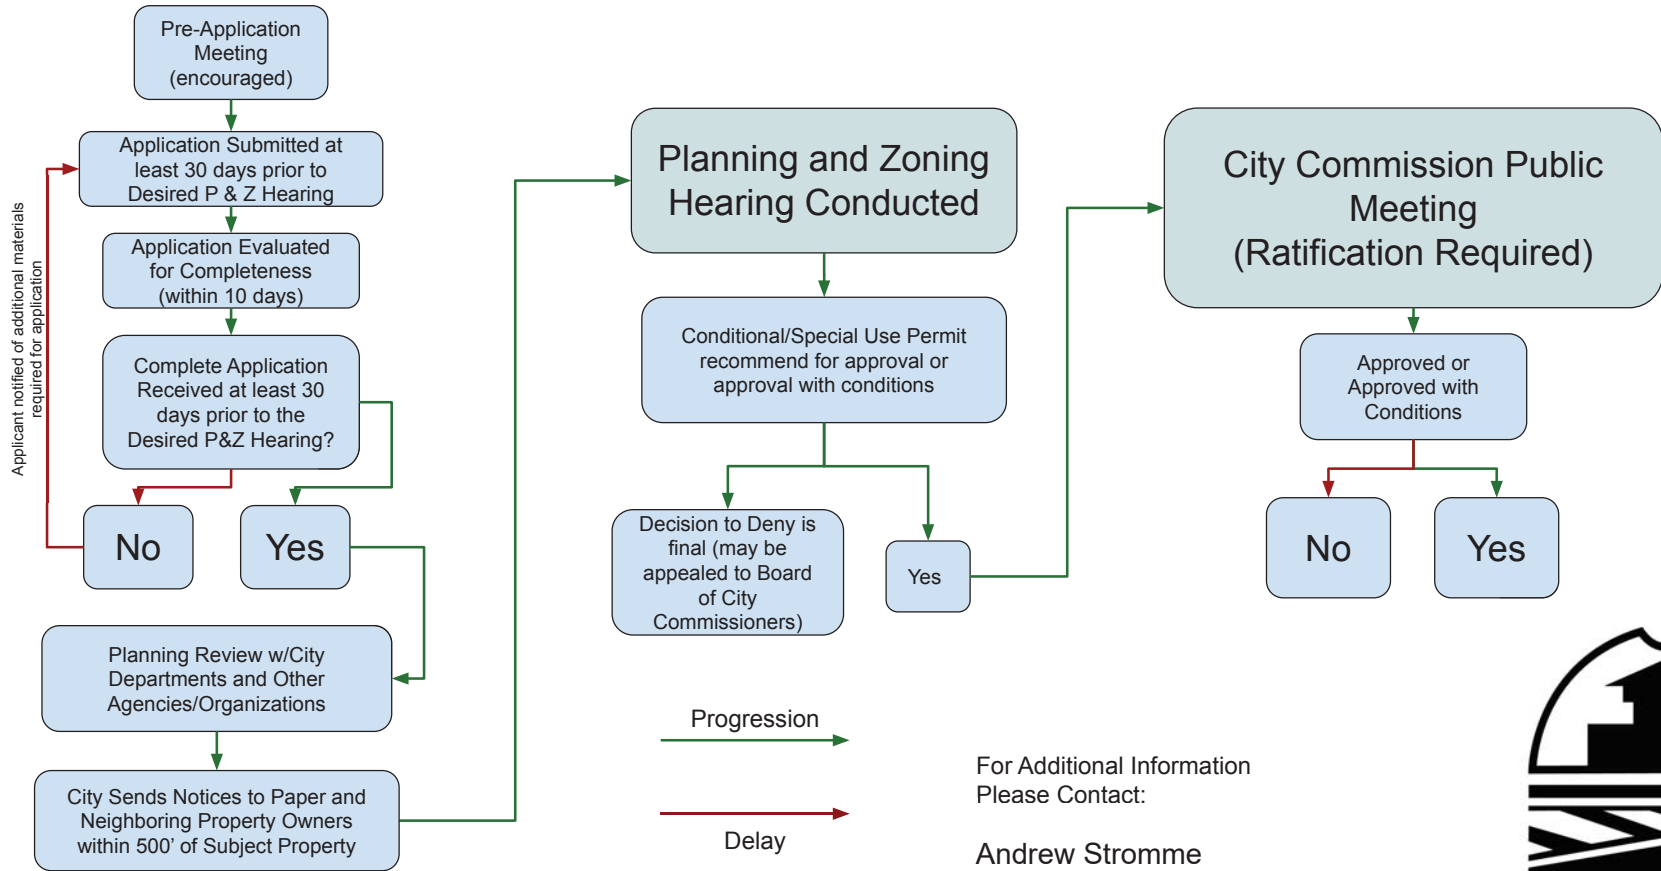 Pre-Application
Meeting
(encouraged)
Application Submitted at
least 30 days prior to
Desired P & Z Hearing
Application Evaluated
for Completeness
(within 10 days)
Complete Application
Received at least 30
days prior to the
Desired P&Z Hearing?
No
Yes
Applicant notified of additional materials
required for application
Planning Review w/City
Departments and Other
Agencies/Organizations
City Sends Notices to Paper and
Neighboring Property Owners
within 500' of Subject Property
Planning and Zoning
Hearing Conducted
Conditional/Special Use Permit
recommend for approval or
approval with conditions
Decision to Deny is
final (may be
appealed to Board
of City
Commissioners)
Yes
City Commission Public
Meeting
(Ratification Required)
Approved or
Approved with
Conditions
No
Yes
Progression
Delay
For Additional Information
Please Contact:
Andrew Stromme